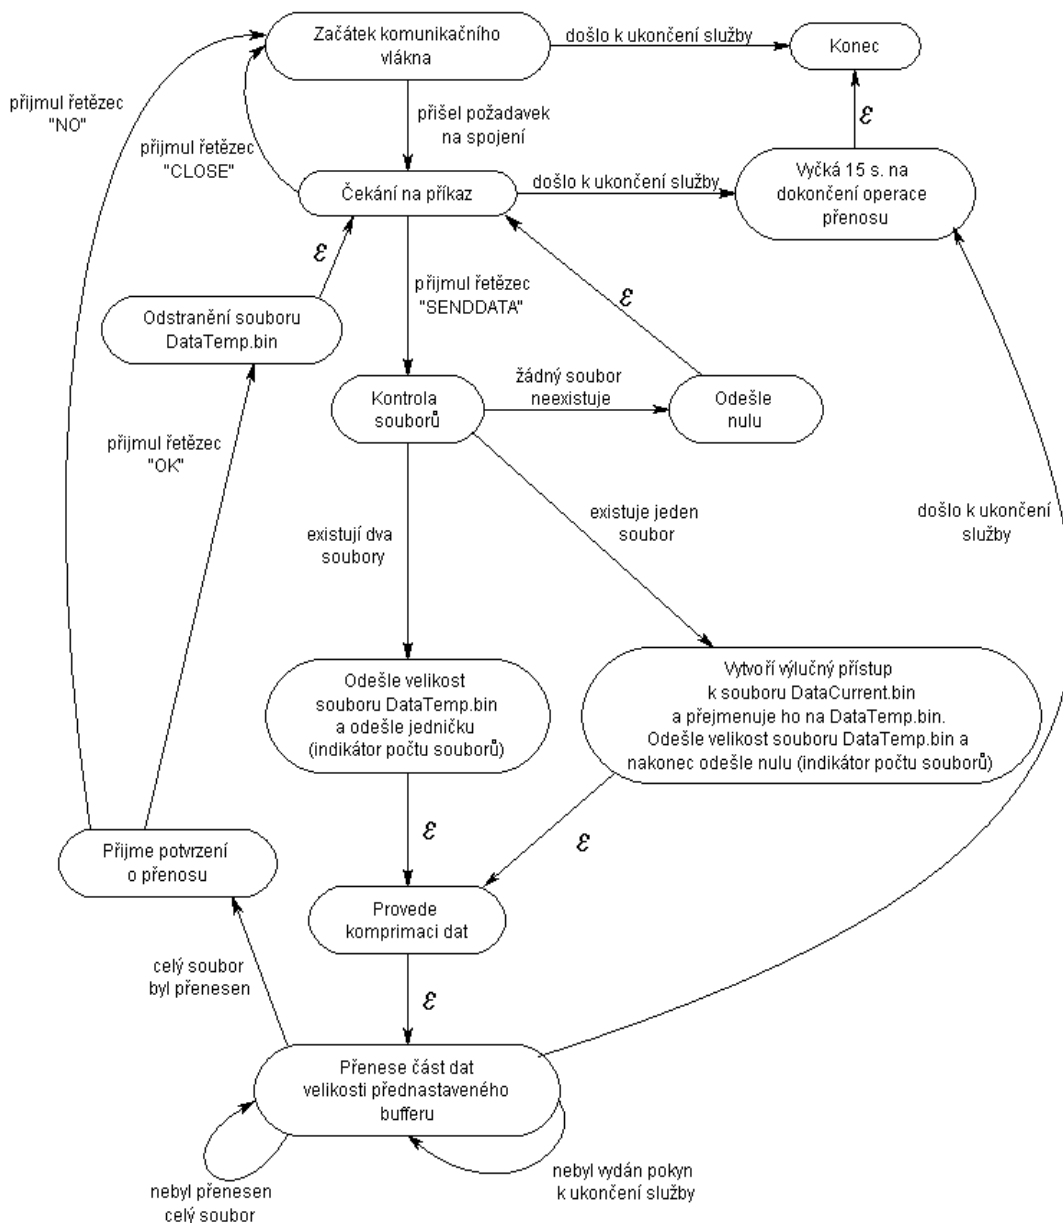 Začátek komunikačního
vlákna
došlo k ukončení služby
Konec
přijmul řetězec
"NO"
přijmul řetězec
"CLOSE"
přišel požadavek
na spojení
ε
Čekání na příkaz
došlo k ukončení služby
Vyčká 15 s. na
dokončení operace
přenosu
ε
přijmul řetězec
"SENDDATA"
ε
Odstranění souboru
DataTemp.bin
Kontrola
souborů
žádný soubor
neexistuje
Odešle
nulu
přijmul řetězec
"OK"
existují dva
soubory
existuje jeden
soubor
došlo k ukončení
služby
Odešle velikost
souboru DataTemp.bin
a odešle jedničku
(indikátor počtu souborů)
Vytvoří výlučný přístup
k souboru DataCurrent.bin
a přejmenuje ho na DataTemp.bin.
Odešle velikost souboru DataTemp.bin a
nakonec odešle nulu (indikátor počtu souborů)
ε
ε
Přijme potvrzení
o přenosu
Provede
komprimaci dat
celý soubor
byl přenesen
ε
Přenese část dat
velikosti přednastaveného
bufferu
nebyl přenesen
celý soubor
nebyl vydán pokyn
k ukončení služby